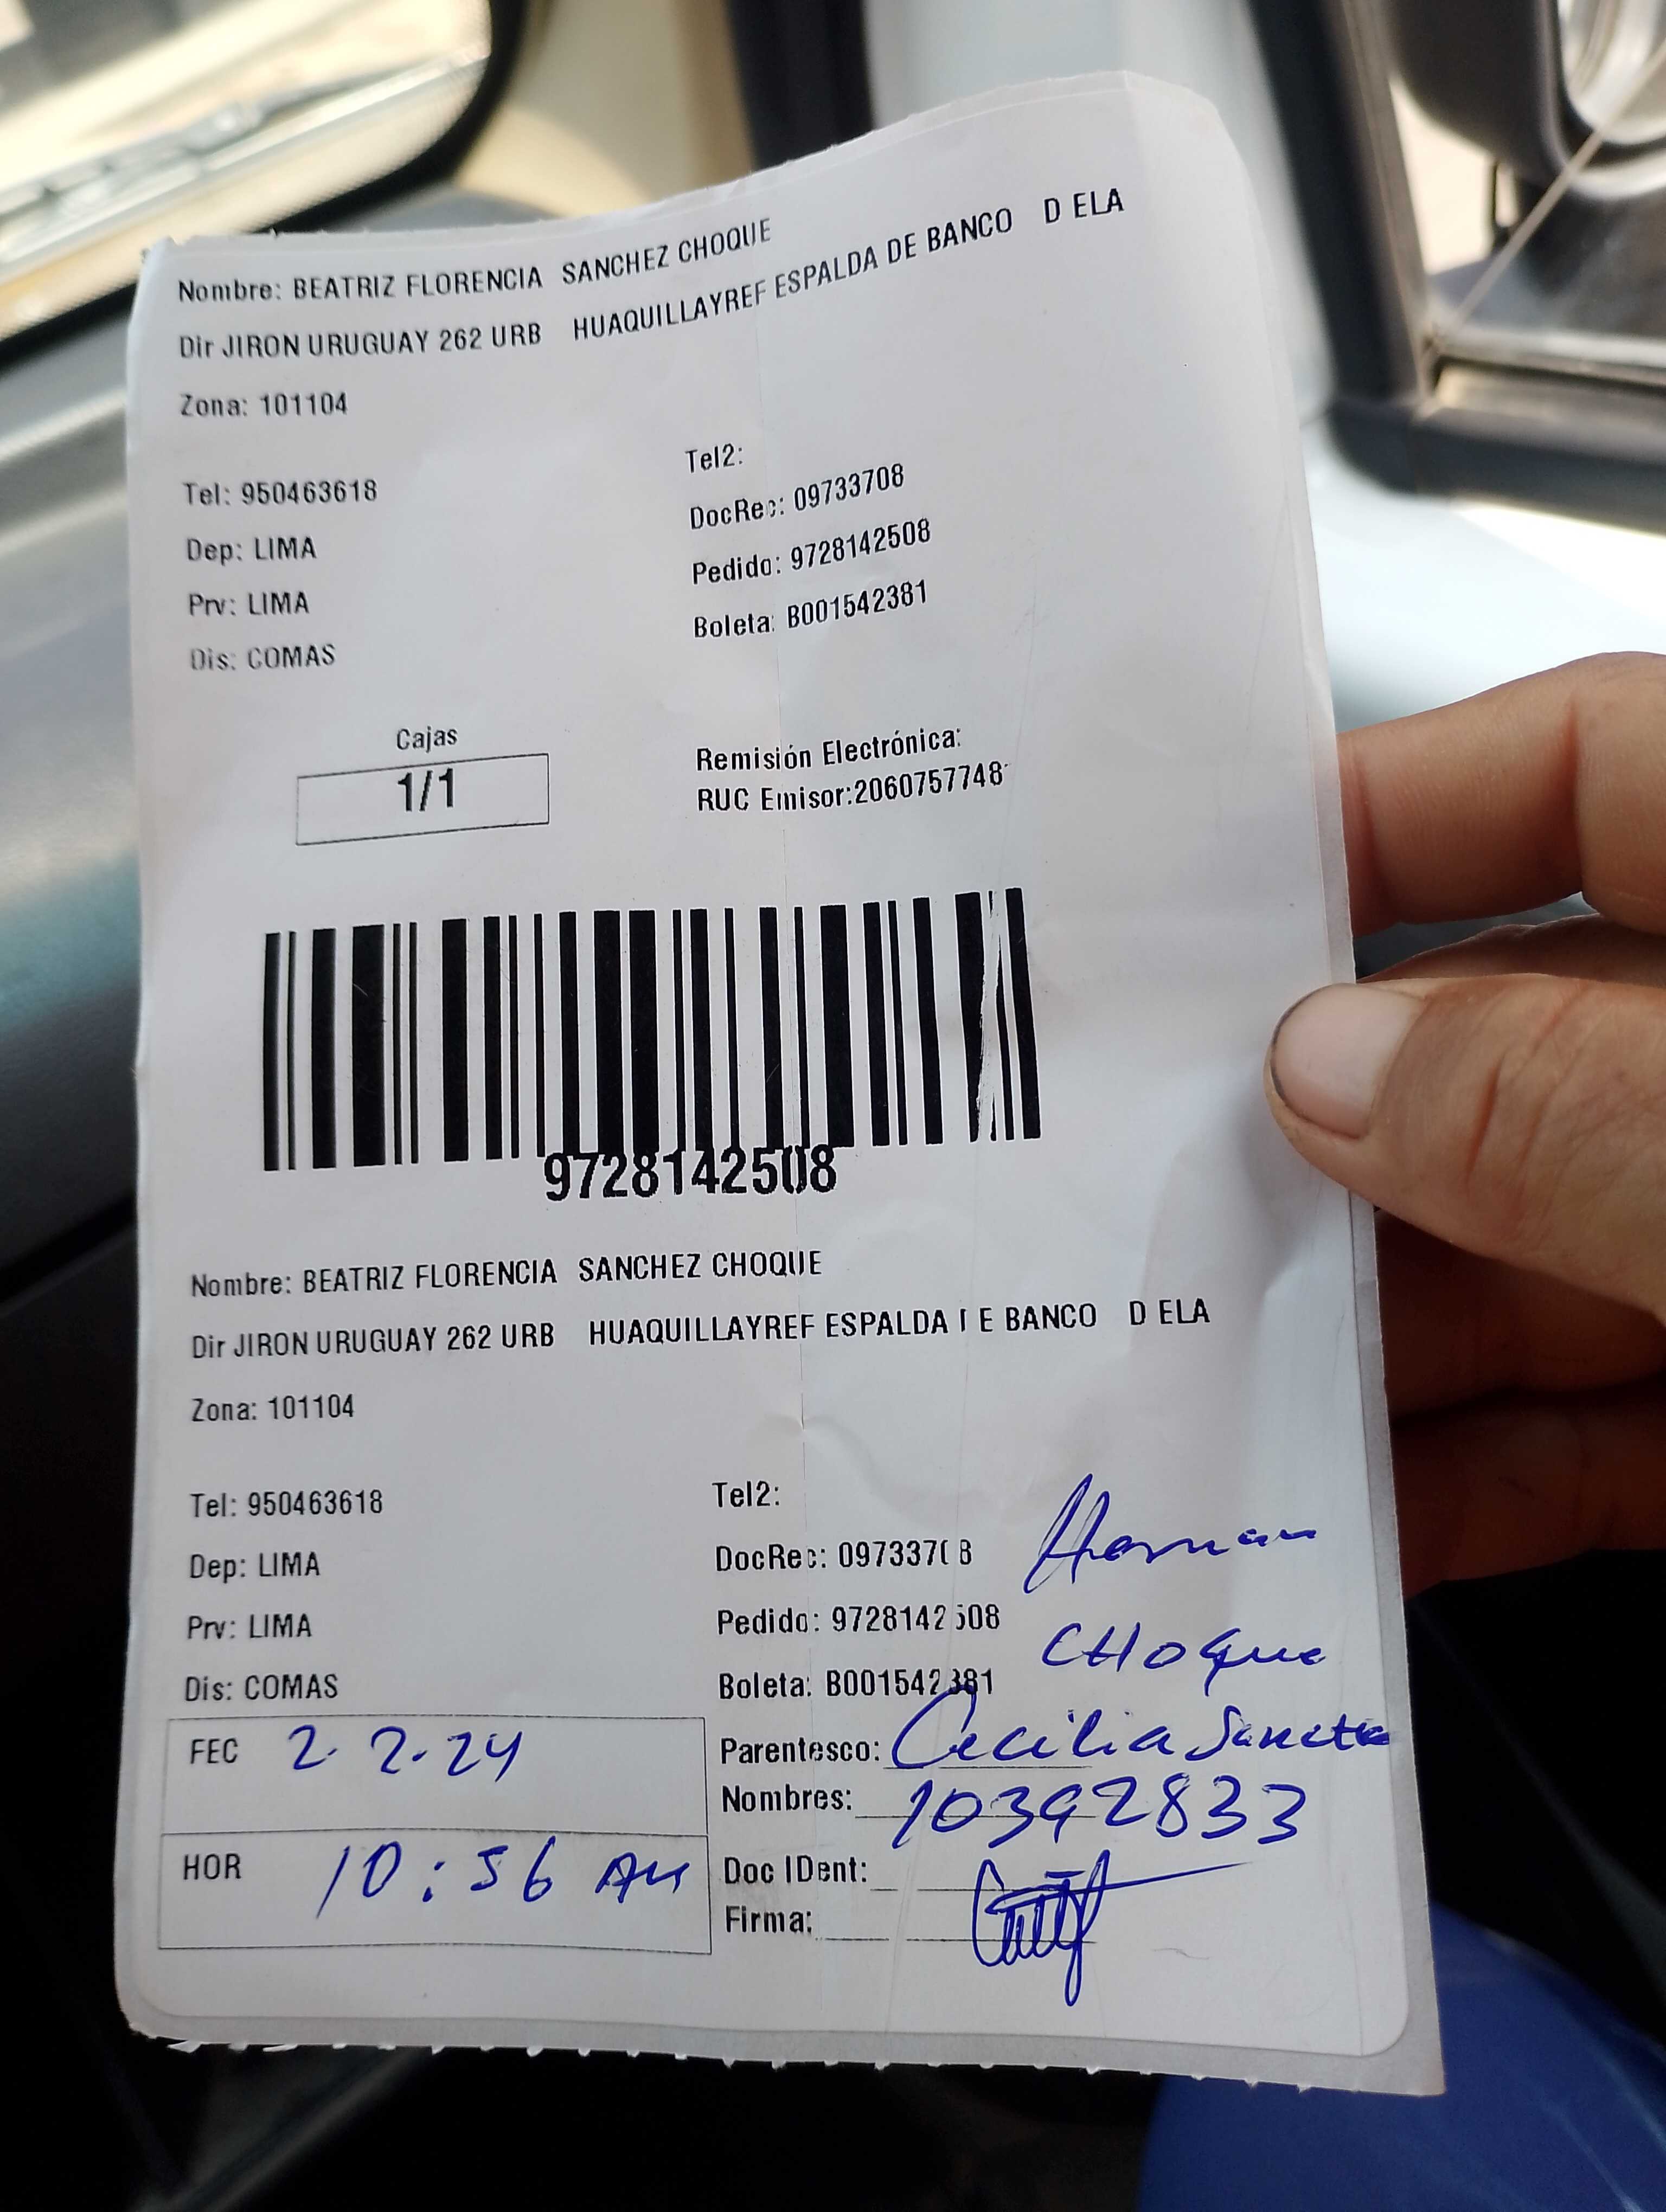 Nombre: BEATRIZ FLORENCIA SANCHEZ CHOQUE
Dir JIRON URUGUAY 262 URB HUAQUILLAYREF ESPALDA DE BANCO D ELA
Zona: 101104
Tel2:
Tel: 950463618
DocRec: 09733708
Dep: LIMA
Pedido: 9728142508
Prv: LIMA
Boleta: B001542381
Dis: COMAS
Cajas
1/1
Remisión Electrónica:
RUC Emisor:2060757748
9728142508
Nombre: BEATRIZ FLORENCIA SANCHEZ CHOQUE
Dir JIRON URUGUAY 262 URB HUAQUILLAYREF ESPALDA DE BANCO D ELA
Zona: 101104
Tel: 950463618
Tel2:
Dep: LIMA
DocRec: 09733708
Prv: LIMA
Pedido: 9728142508
CHOque
Dis: COMAS
Boleta: B001542381
FEC 2.2.24
Parentesco: Cecilia
Nombres: 10392833
HOR 10:56 AM
Doc IDent:
Firma: